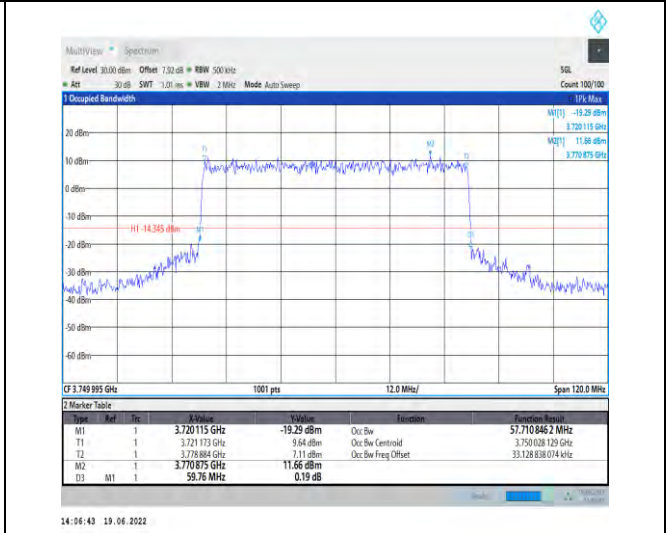 MultiView Spectrum
Ref Level 30.00 dBm Offset 7.92 dB RBW 500 kHz SGL
Att 30 dB SWT 1.01 ms VBW 2 MHz Mode Auto Sweep Count 100/100
1 Occupied Bandwidth 1Pk Max
M1[1] -19.29 dBm
3.720 115 GHz
20 dBm M2[1] 11.66 dBm
3.770 875 GHz
T1 M2 T2
10 dBm
0 dBm
-10 dBm
H1 -14.345 dBm M1
D3
-20 dBm
-30 dBm
-40 dBm
-50 dBm
-60 dBm
CF 3.749 995 GHz 1001 pts 12.0 MHz/ Span 120.0 MHz
2 Marker Table
Type Ref Trc X-Value Y-Value Function Function Result
M1 1 3.720115 GHz -19.29 dBm Occ Bw 57.710 846 2 MHz
T1 1 3.721 173 GHz 9.64 dBm Occ Bw Centroid 3.750 028 129 GHz
T2 1 3.778 884 GHz 7.11 dBm Occ Bw Freq Offset 33.128 838 074 kHz
M2 1 3.770 875 GHz 11.66 dBm
D3 M1 1 59.76 MHz 0.19 dB
Ready
14:06:43 19.06.2022